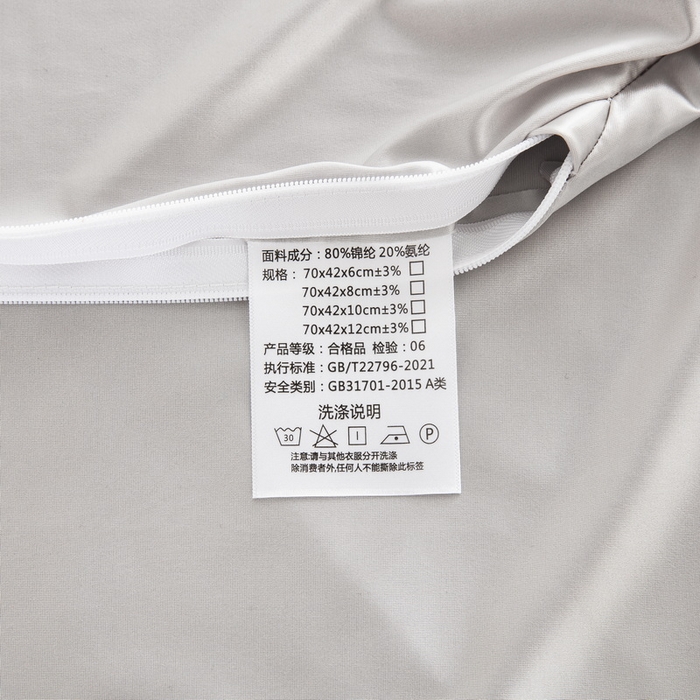 面料成分：80%锦纶 20%氨纶
规格：70x42x6cm±3%
70x42x8cm±3%
70x42x10cm±3%
70x42x12cm±3%
产品等级：合格品 检验：06
执行标准：GB/T22796-2021
安全类别：GB31701-2015 A类
洗涤说明
30 P
注意:请与其他衣服分开洗涤
除消费者外,任何人不能撕除此标签